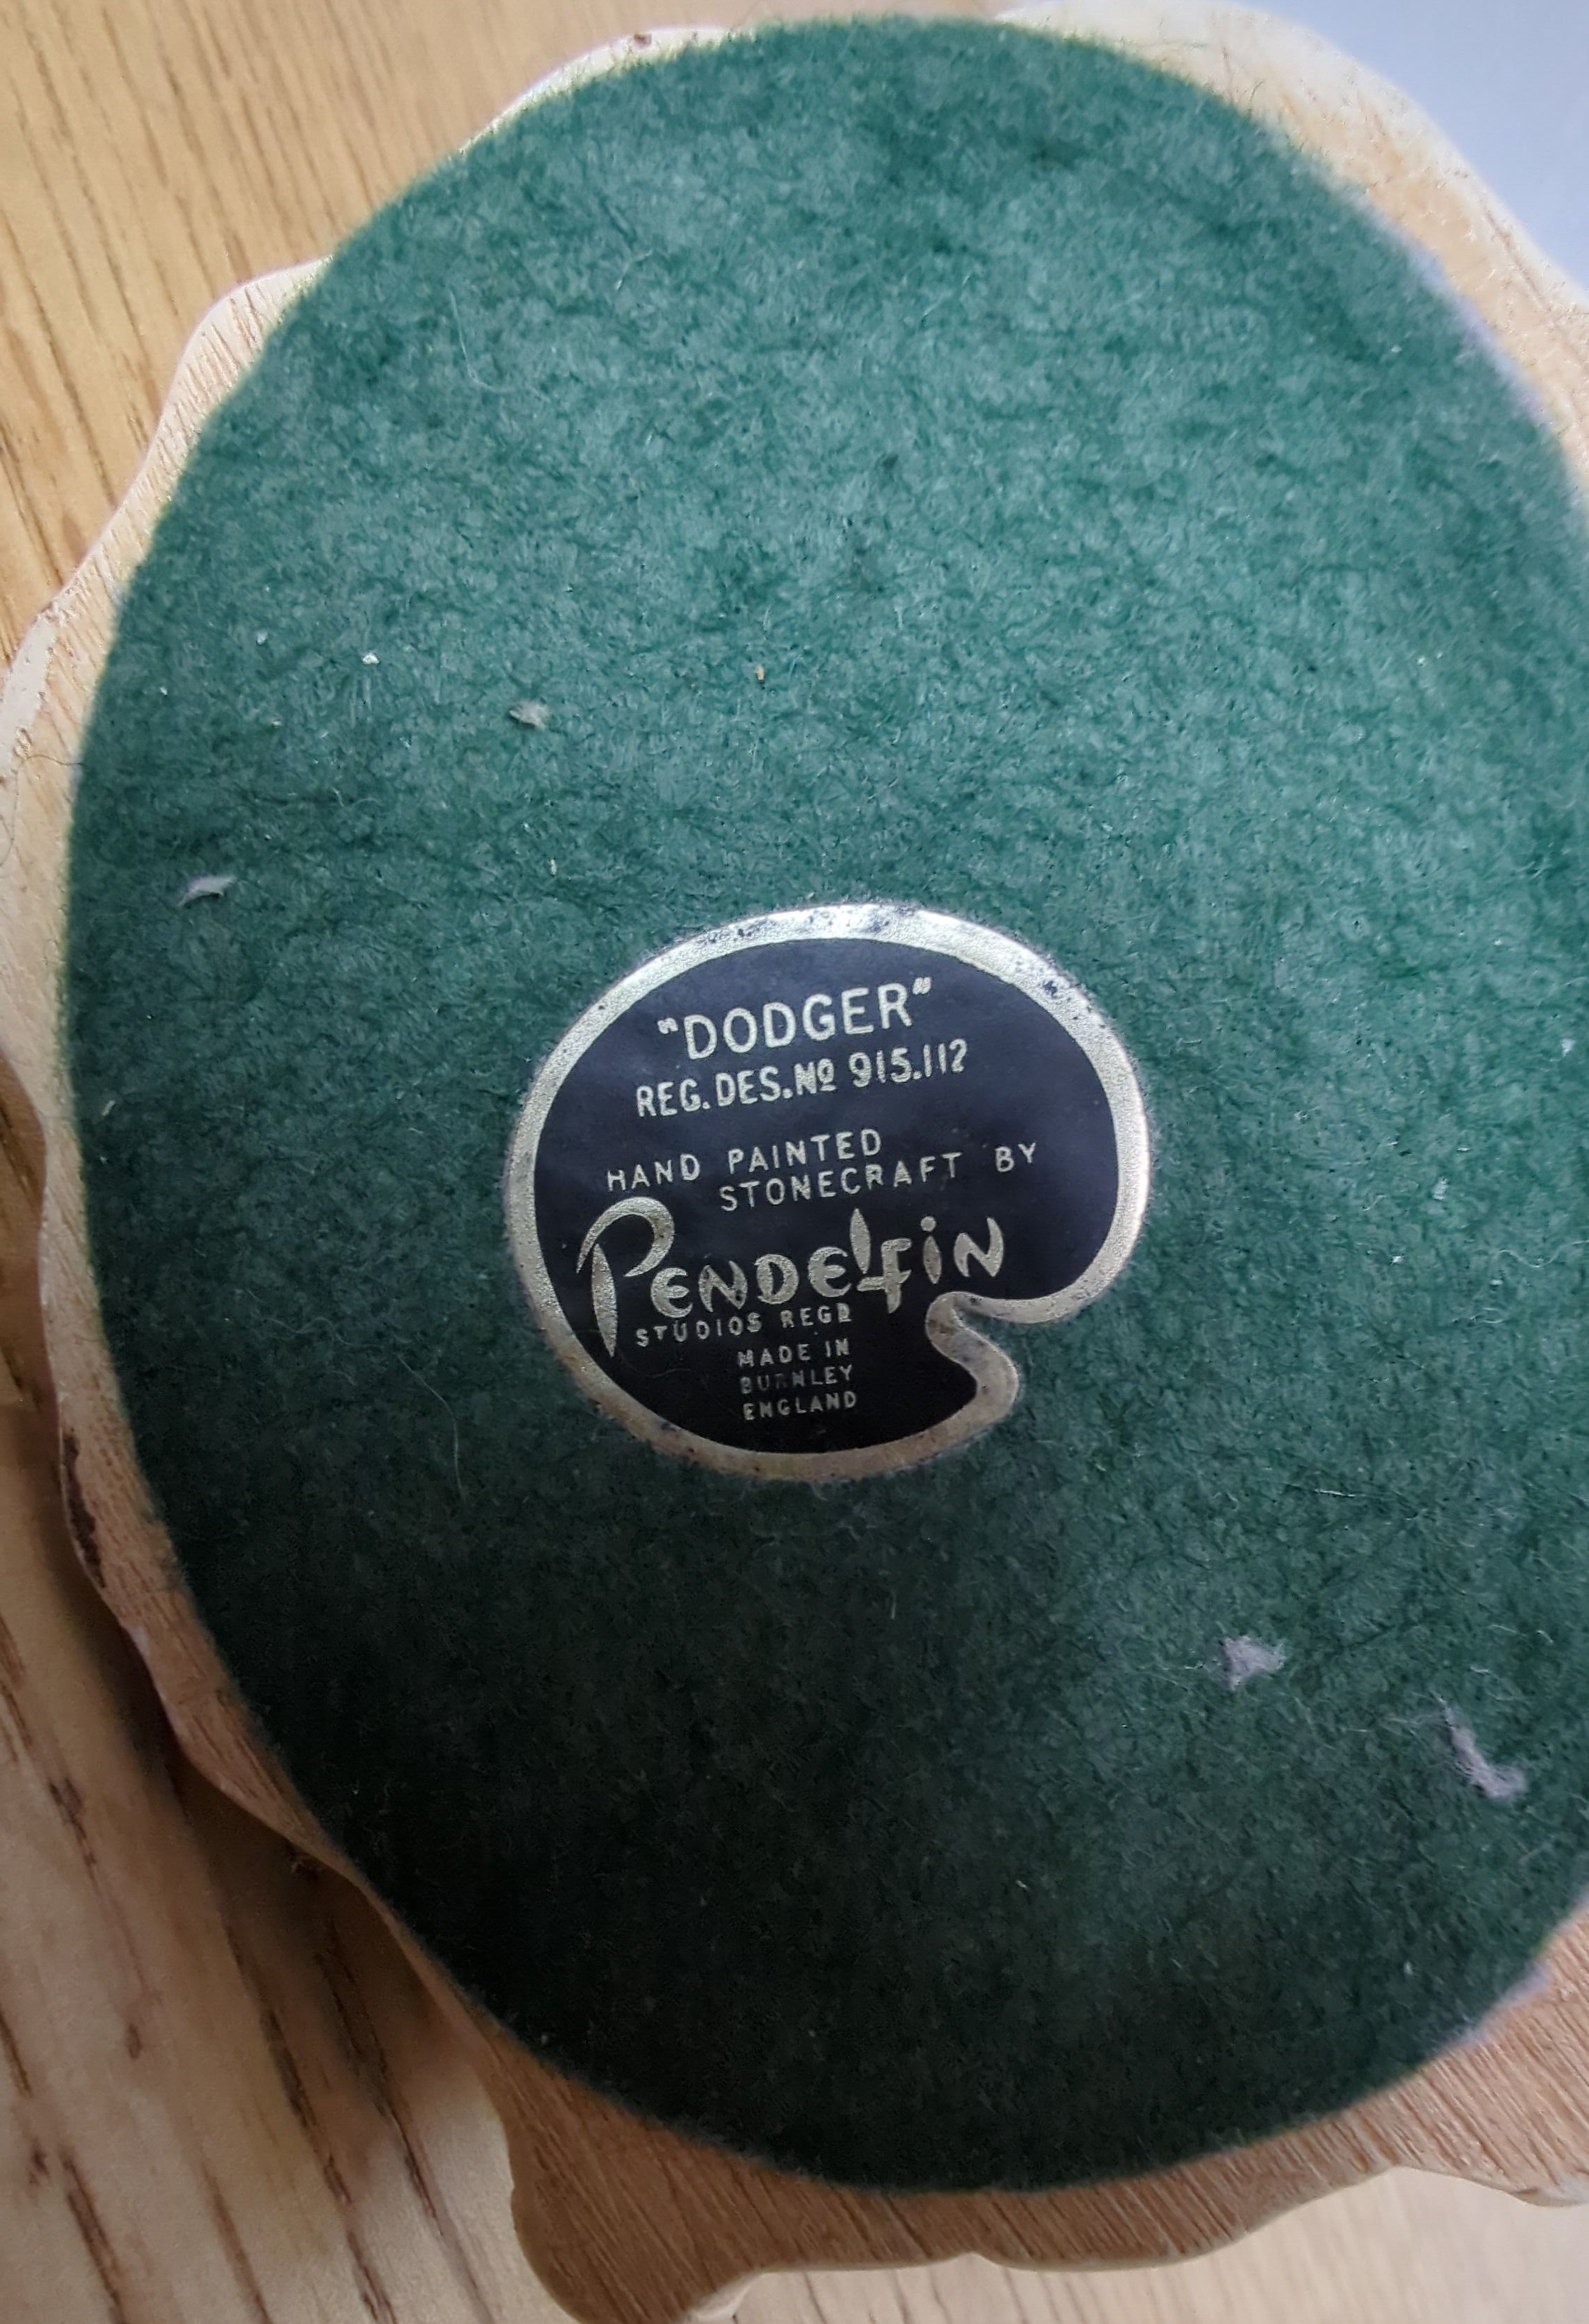 "DODGER"
REG. DES. No 915.112
HAND PAINTED
STONECRAFT BY
PENDELFIN
STUDIOS REGD
MADE IN
BURNLEY
ENGLAND